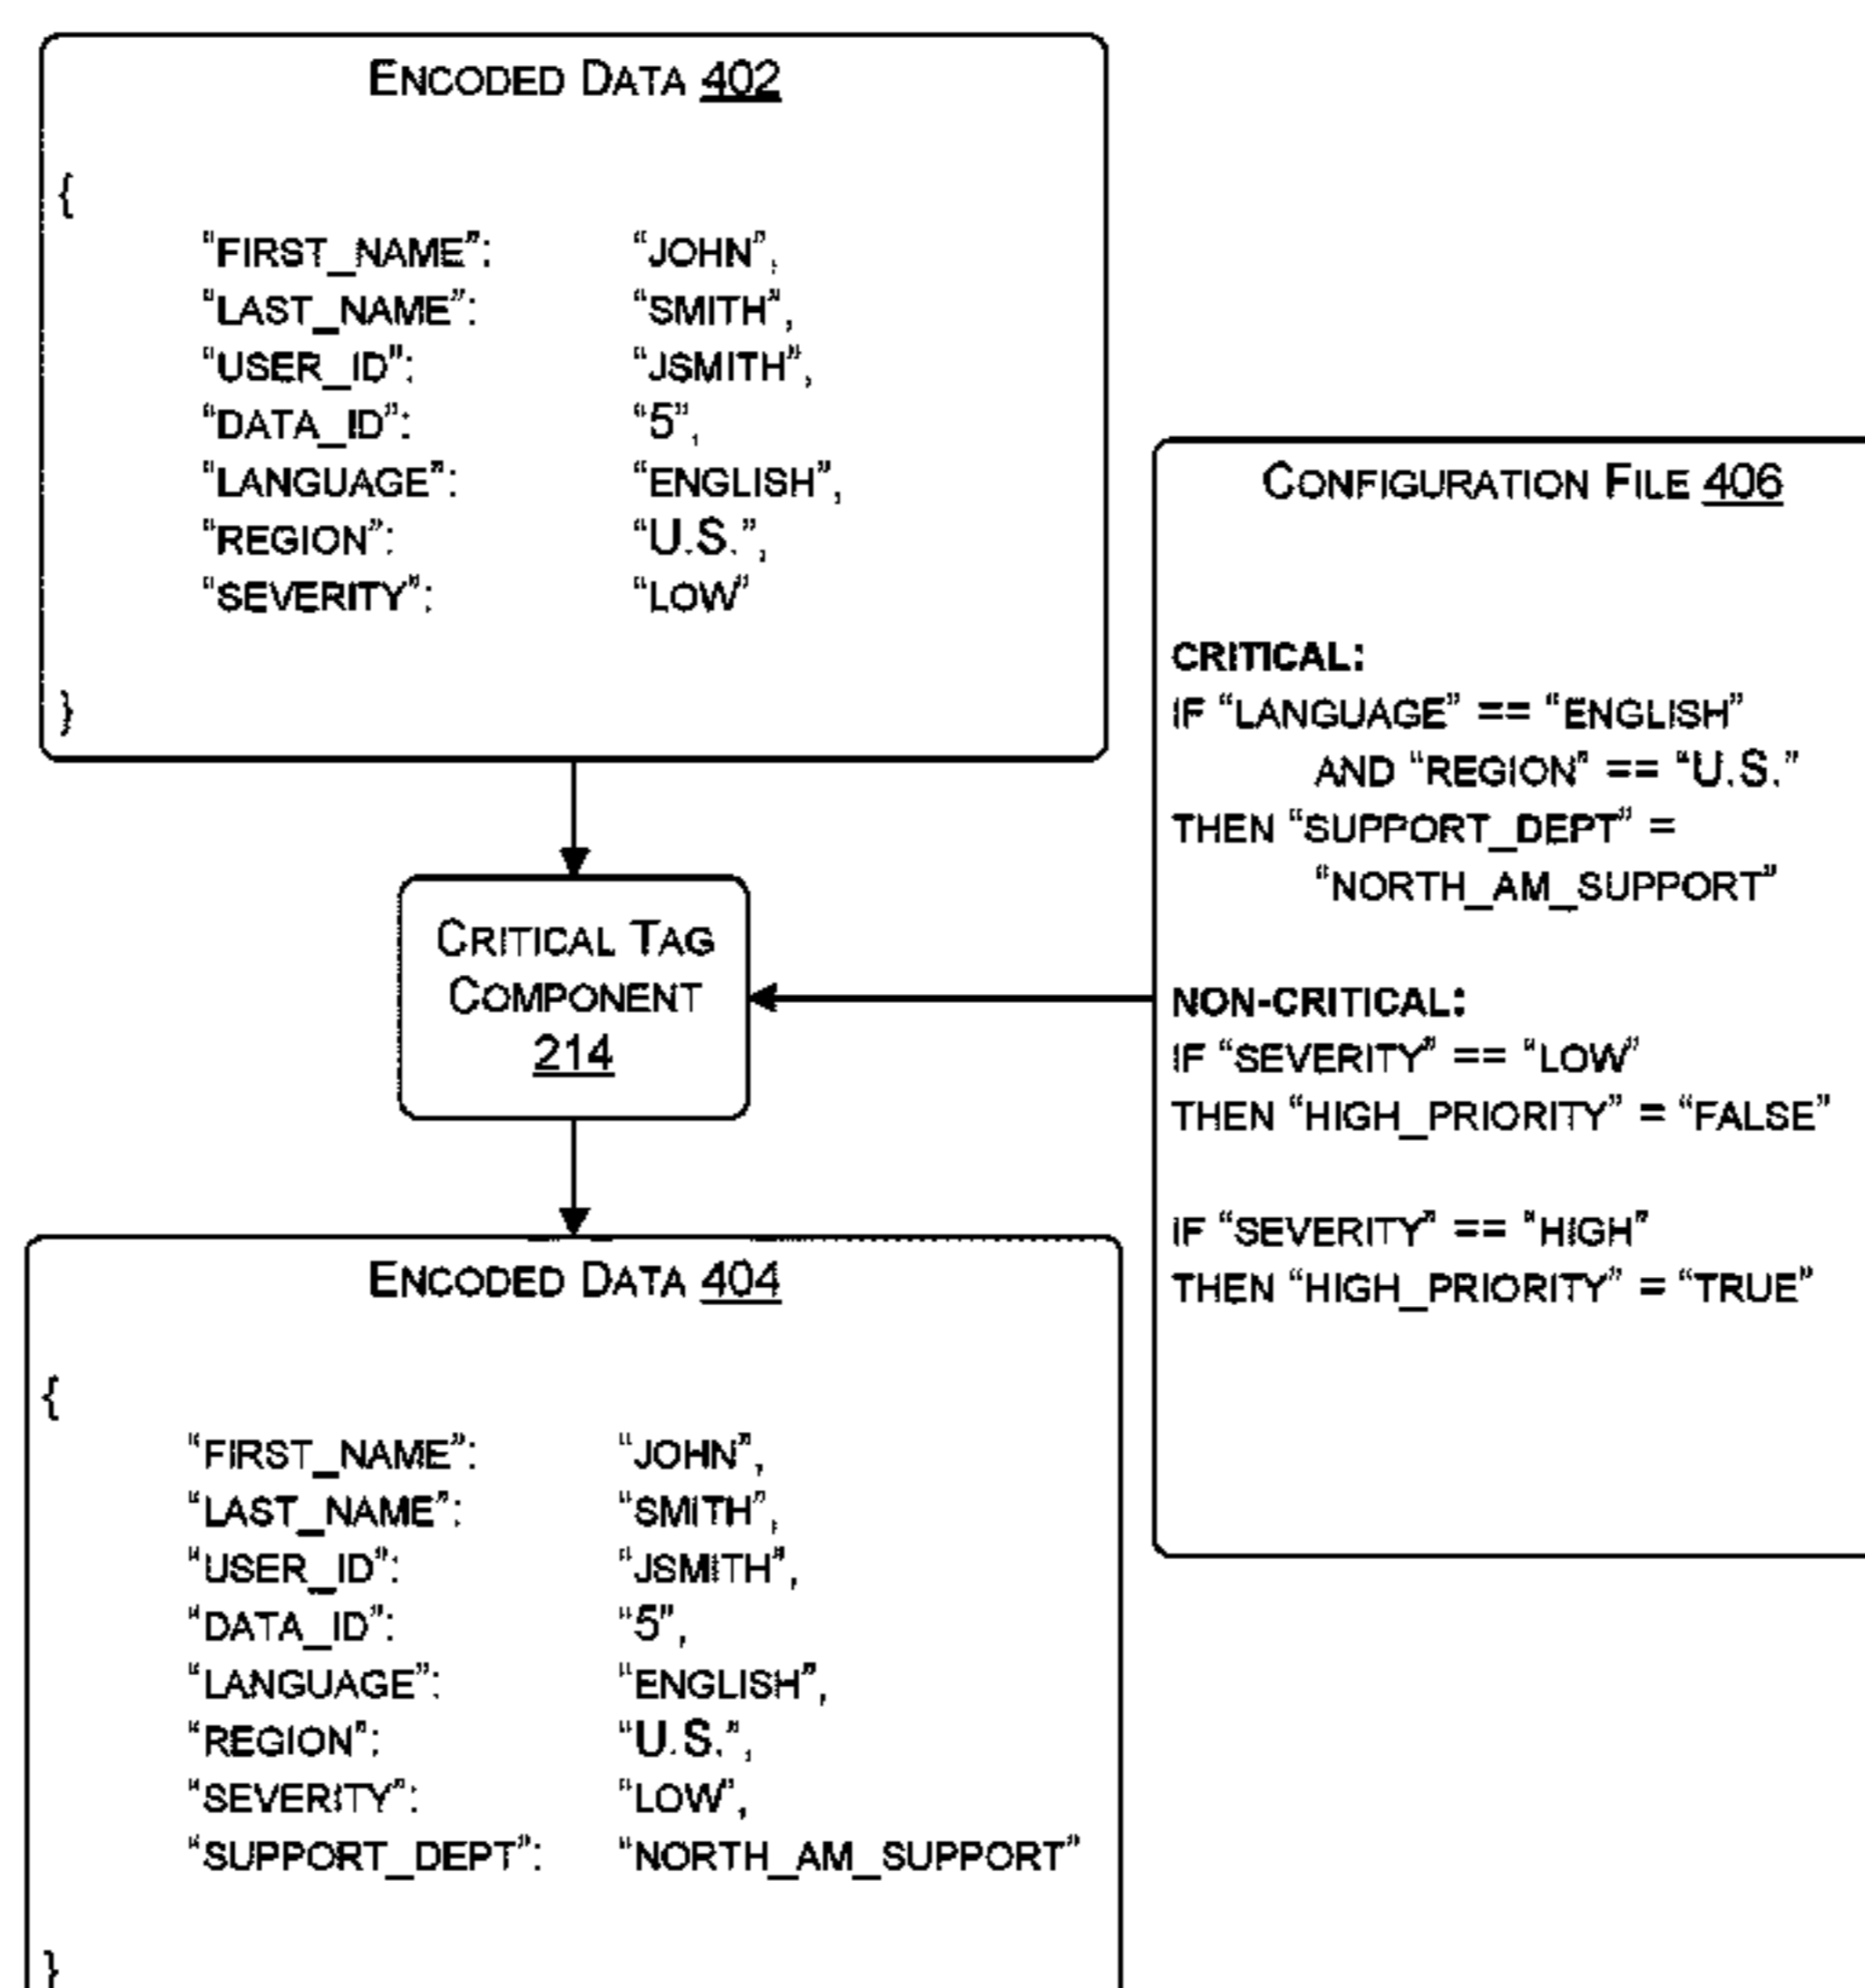 ENCODED DATA 402
{
"FIRST_NAME": "JOHN",
"LAST_NAME": "SMITH",
"USER_ID": "JSMITH",
"DATA_ID": "5",
"LANGUAGE": "ENGLISH",
"REGION": "U.S.",
"SEVERITY": "LOW"
}
CRITICAL TAG
COMPONENT
214
CONFIGURATION FILE 406
CRITICAL:
IF "LANGUAGE" == "ENGLISH"
AND "REGION" == "U.S."
THEN "SUPPORT_DEPT" =
"NORTH_AM_SUPPORT"
NON-CRITICAL:
IF "SEVERITY" == "LOW"
THEN "HIGH_PRIORITY" = "FALSE"
IF "SEVERITY" == "HIGH"
THEN "HIGH_PRIORITY" = "TRUE"
ENCODED DATA 404
{
"FIRST_NAME": "JOHN",
"LAST_NAME": "SMITH",
"USER_ID": "JSMITH",
"DATA_ID": "5",
"LANGUAGE": "ENGLISH",
"REGION": "U.S.",
"SEVERITY": "LOW",
"SUPPORT_DEPT": "NORTH_AM_SUPPORT"
}